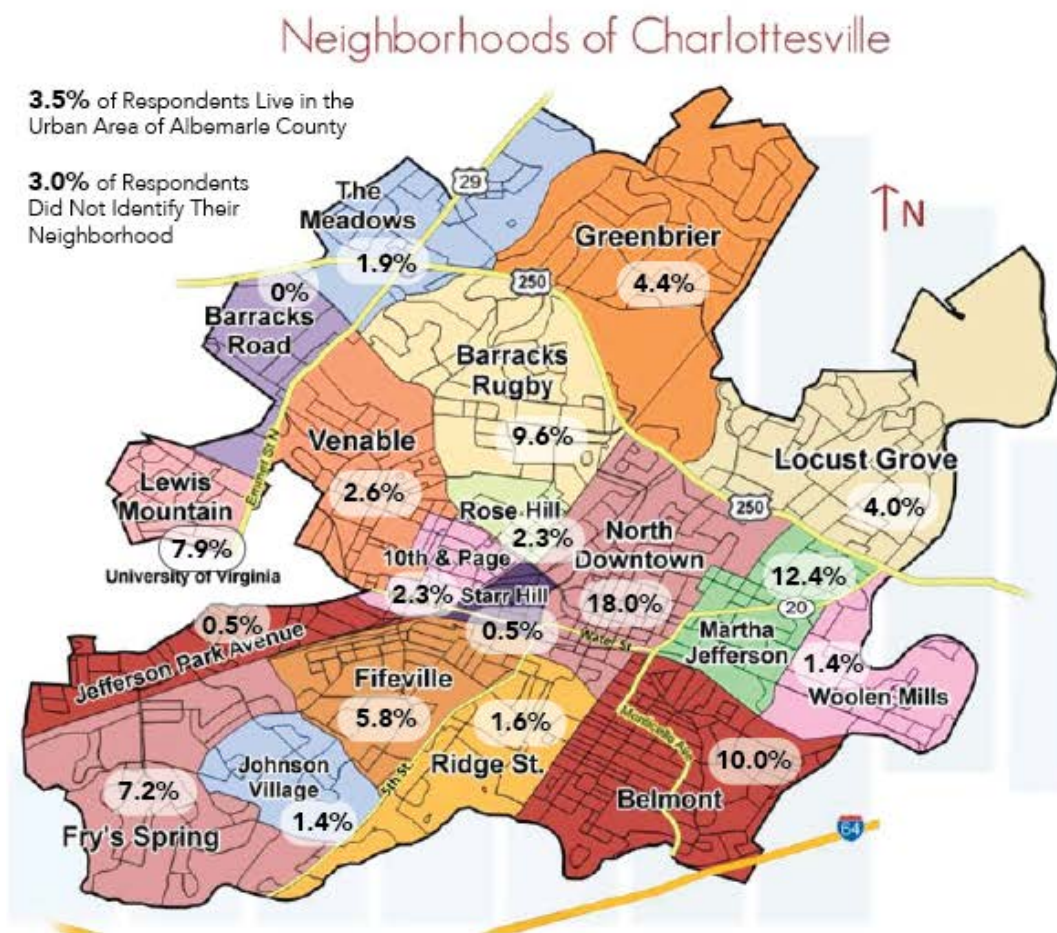 Neighborhoods of Charlottesville
3.5% of Respondents Live in the
Urban Area of Albemarle County
3.0% of Respondents
Did Not Identify Their
Neighborhood
29
The
Meadows
1.9%
N
Greenbrier
4.4%
250
0%
Barracks
Road
Barracks
Rugby
9.6%
Emmet St N
Venable
2.6%
Locust Grove
4.0%
250
Lewis
Mountain
7.9%
University of Virginia
Rose Hill
2.3%
North
Downtown
18.0%
10th & Page
2.3%
Starr Hill
0.5%
12.4%
20
Martha
Jefferson
Water St.
0.5%
Jefferson Park Avenue
1.4%
Woolen Mills
Fifeville
5.8%
1.6%
Ridge St.
5th St.
Monticello Ave.
10.0%
Belmont
Johnson
Village
1.4%
7.2%
Fry's Spring
64